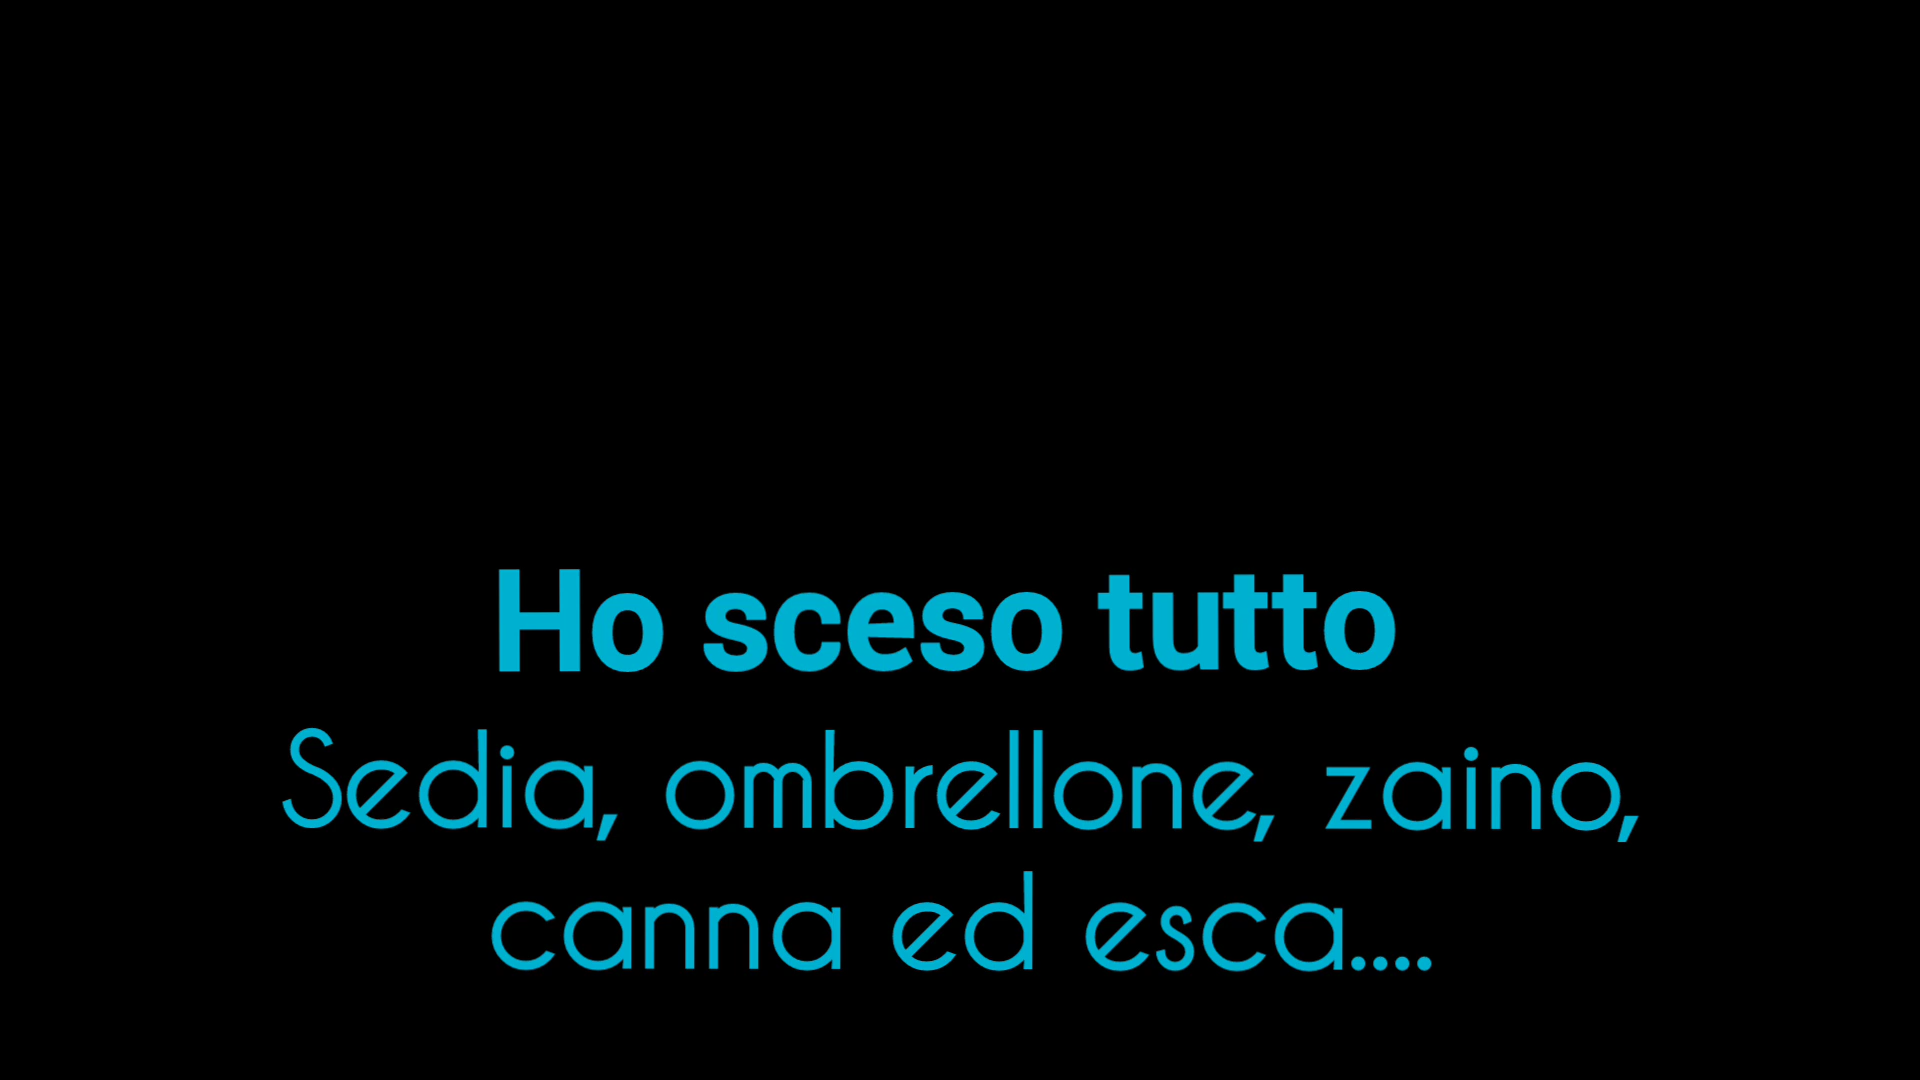 Ho sceso tutto
Sedia, ombrellone, zaino,
canna ed esca....